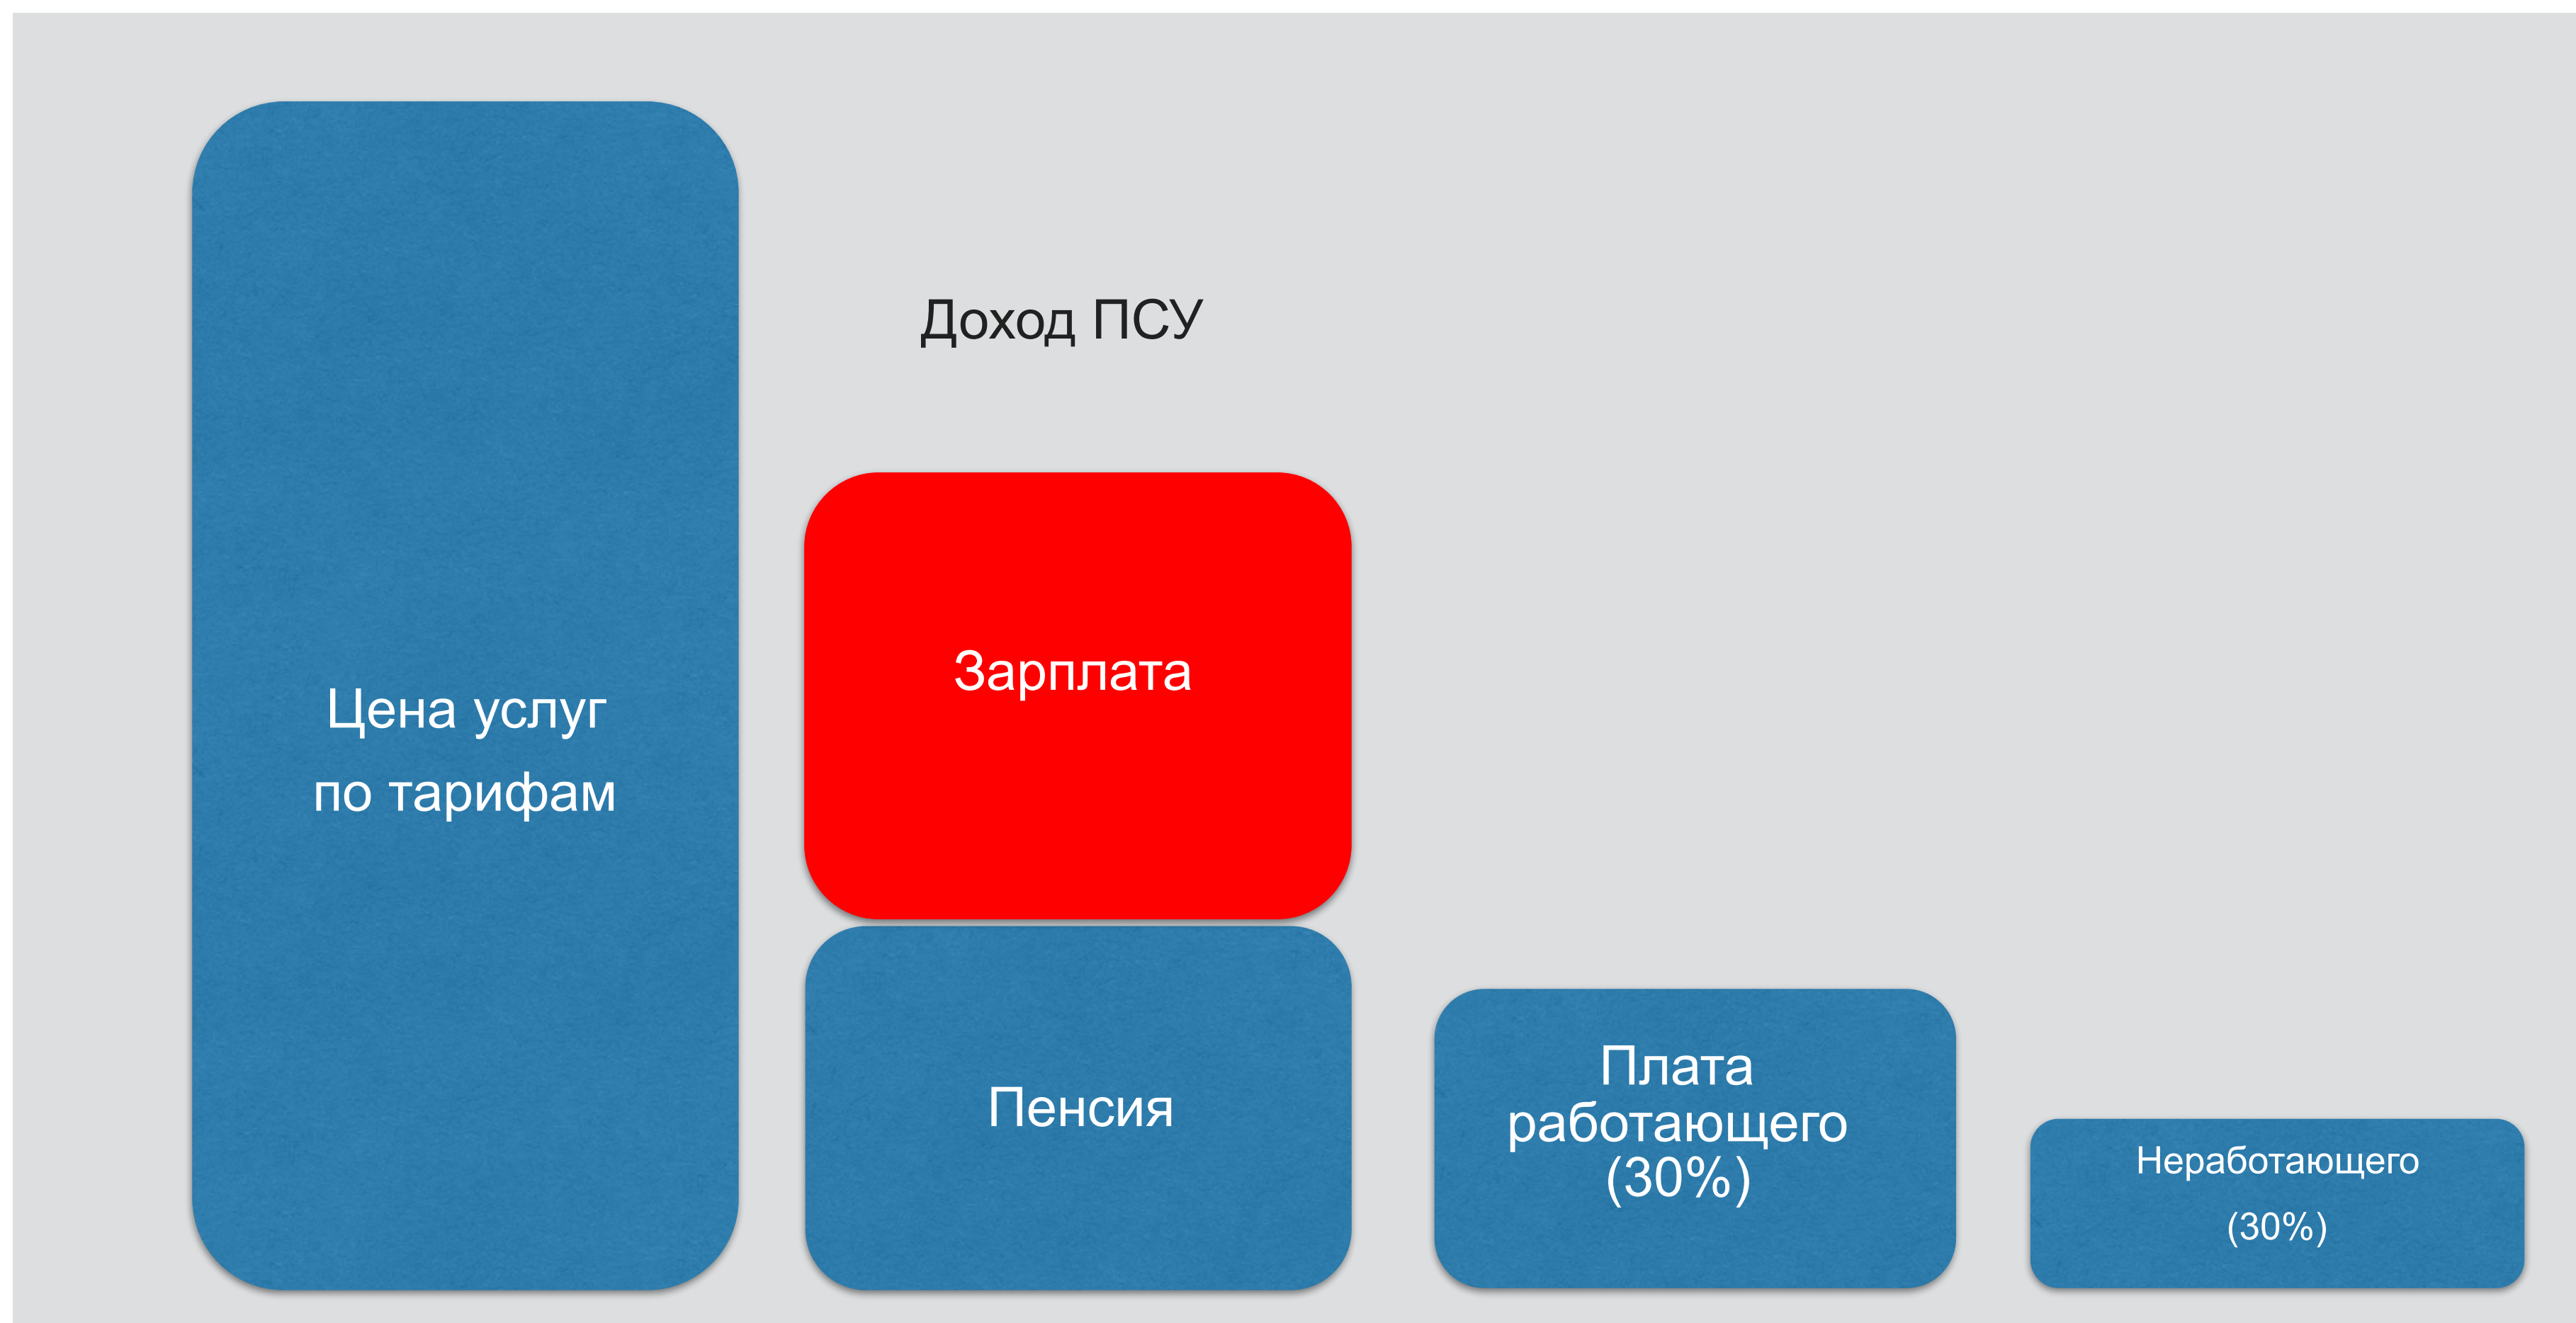 Цена услуг
по тарифам
Доход ПСУ
Зарплата
Пенсия
Плата
работающего
(30%)
Неработающего
(30%)